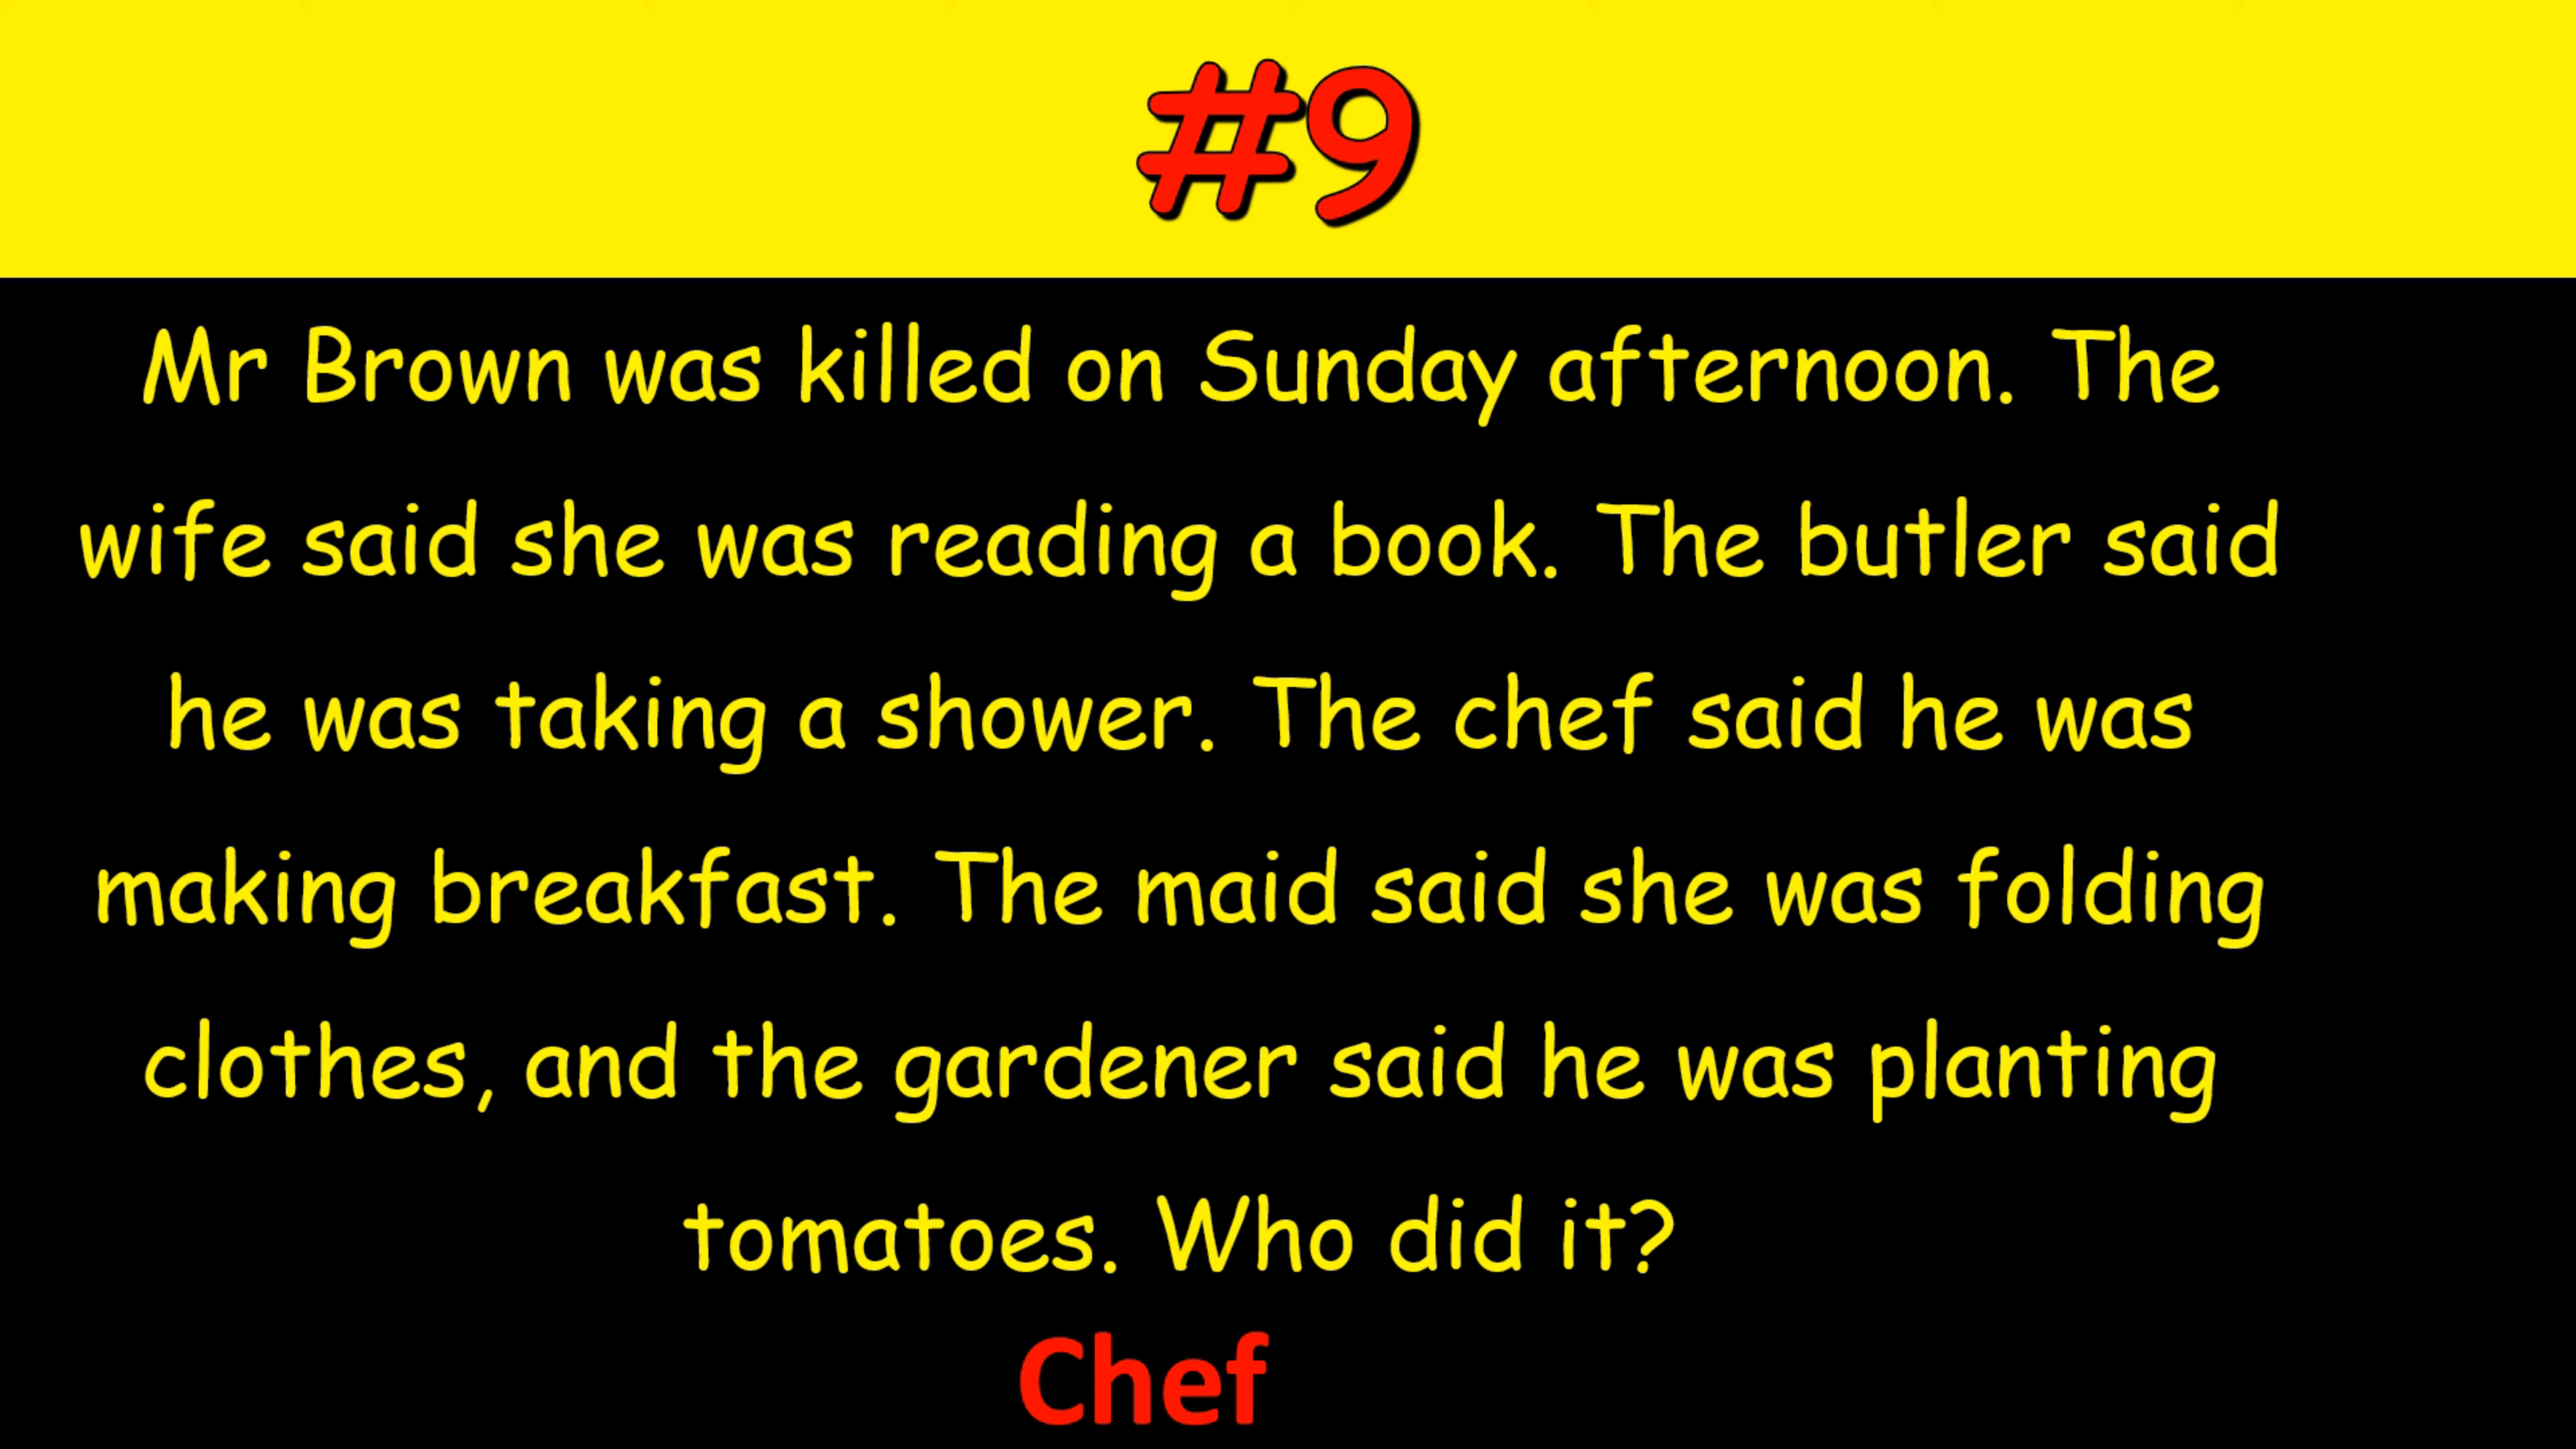 #9
Mr Brown was killed on Sunday afternoon. The
wife said she was reading a book. The butler said
he was taking a shower. The chef said he was
making breakfast. The maid said she was folding
clothes, and the gardener said he was planting
tomatoes. Who did it?
Chef